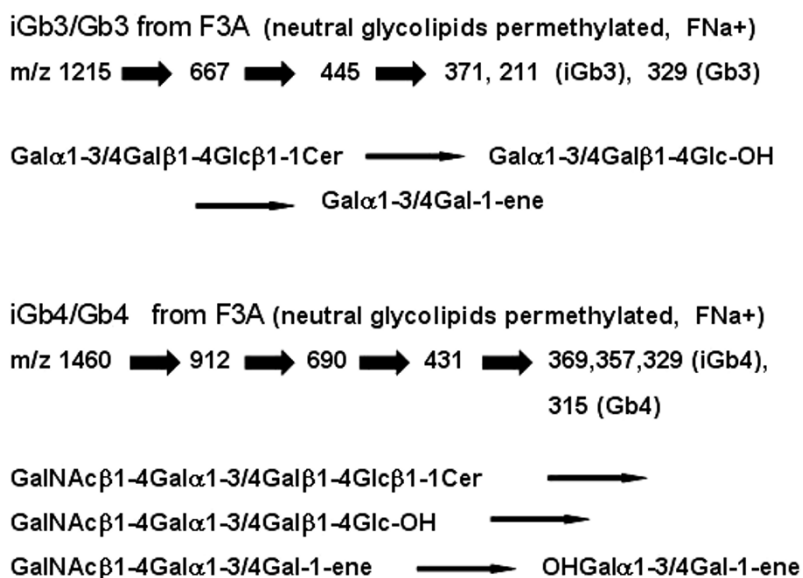 iGb3/Gb3 from F3A (neutral glycolipids permethylated, FNa+)
m/z 1215 667 445 371, 211 (iGb3), 329 (Gb3)
Galα1-3/4Galβ1-4Glcβ1-1Cer Galα1-3/4Galβ1-4Glc-OH
Galα1-3/4Gal-1-ene
iGb4/Gb4 from F3A (neutral glycolipids permethylated, FNa+)
m/z 1460 912 690 431 369,357,329 (iGb4),
315 (Gb4)
GalNAcβ1-4Galα1-3/4Galβ1-4Glcβ1-1Cer
GalNAcβ1-4Galα1-3/4Galβ1-4Glc-OH
GalNAcβ1-4Galα1-3/4Gal-1-ene OHGalα1-3/4Gal-1-ene